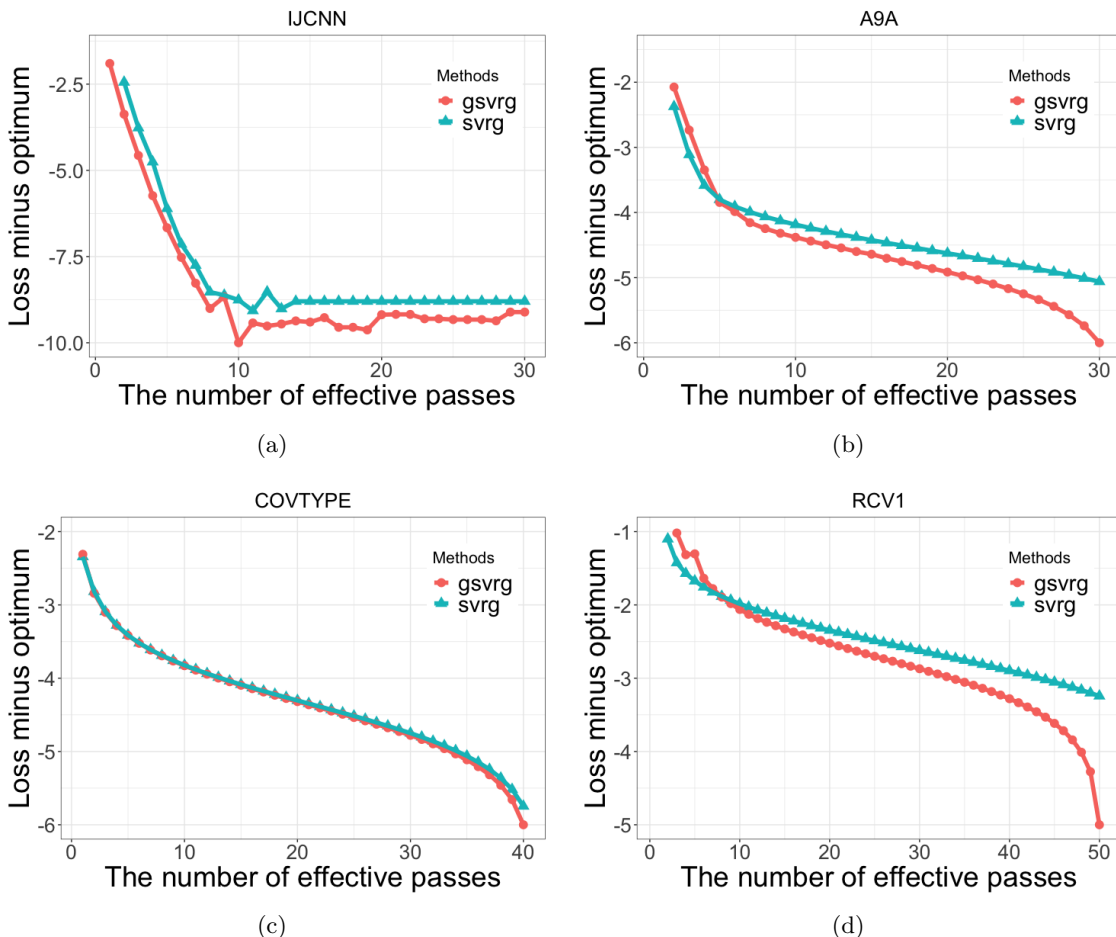 IJCNN
Loss minus optimum
-2.5
-5.0
-7.5
-10.0
Methods
gsvrg
svrg
0
10
20
30
The number of effective passes
(a)
A9A
Loss minus optimum
-2
-3
-4
-5
-6
Methods
gsvrg
svrg
0
10
20
30
The number of effective passes
(b)
COVTYPE
Loss minus optimum
-2
-3
-4
-5
-6
Methods
gsvrg
svrg
0
10
20
30
40
The number of effective passes
(c)
RCV1
Loss minus optimum
-1
-2
-3
-4
-5
Methods
gsvrg
svrg
0
10
20
30
40
50
The number of effective passes
(d)